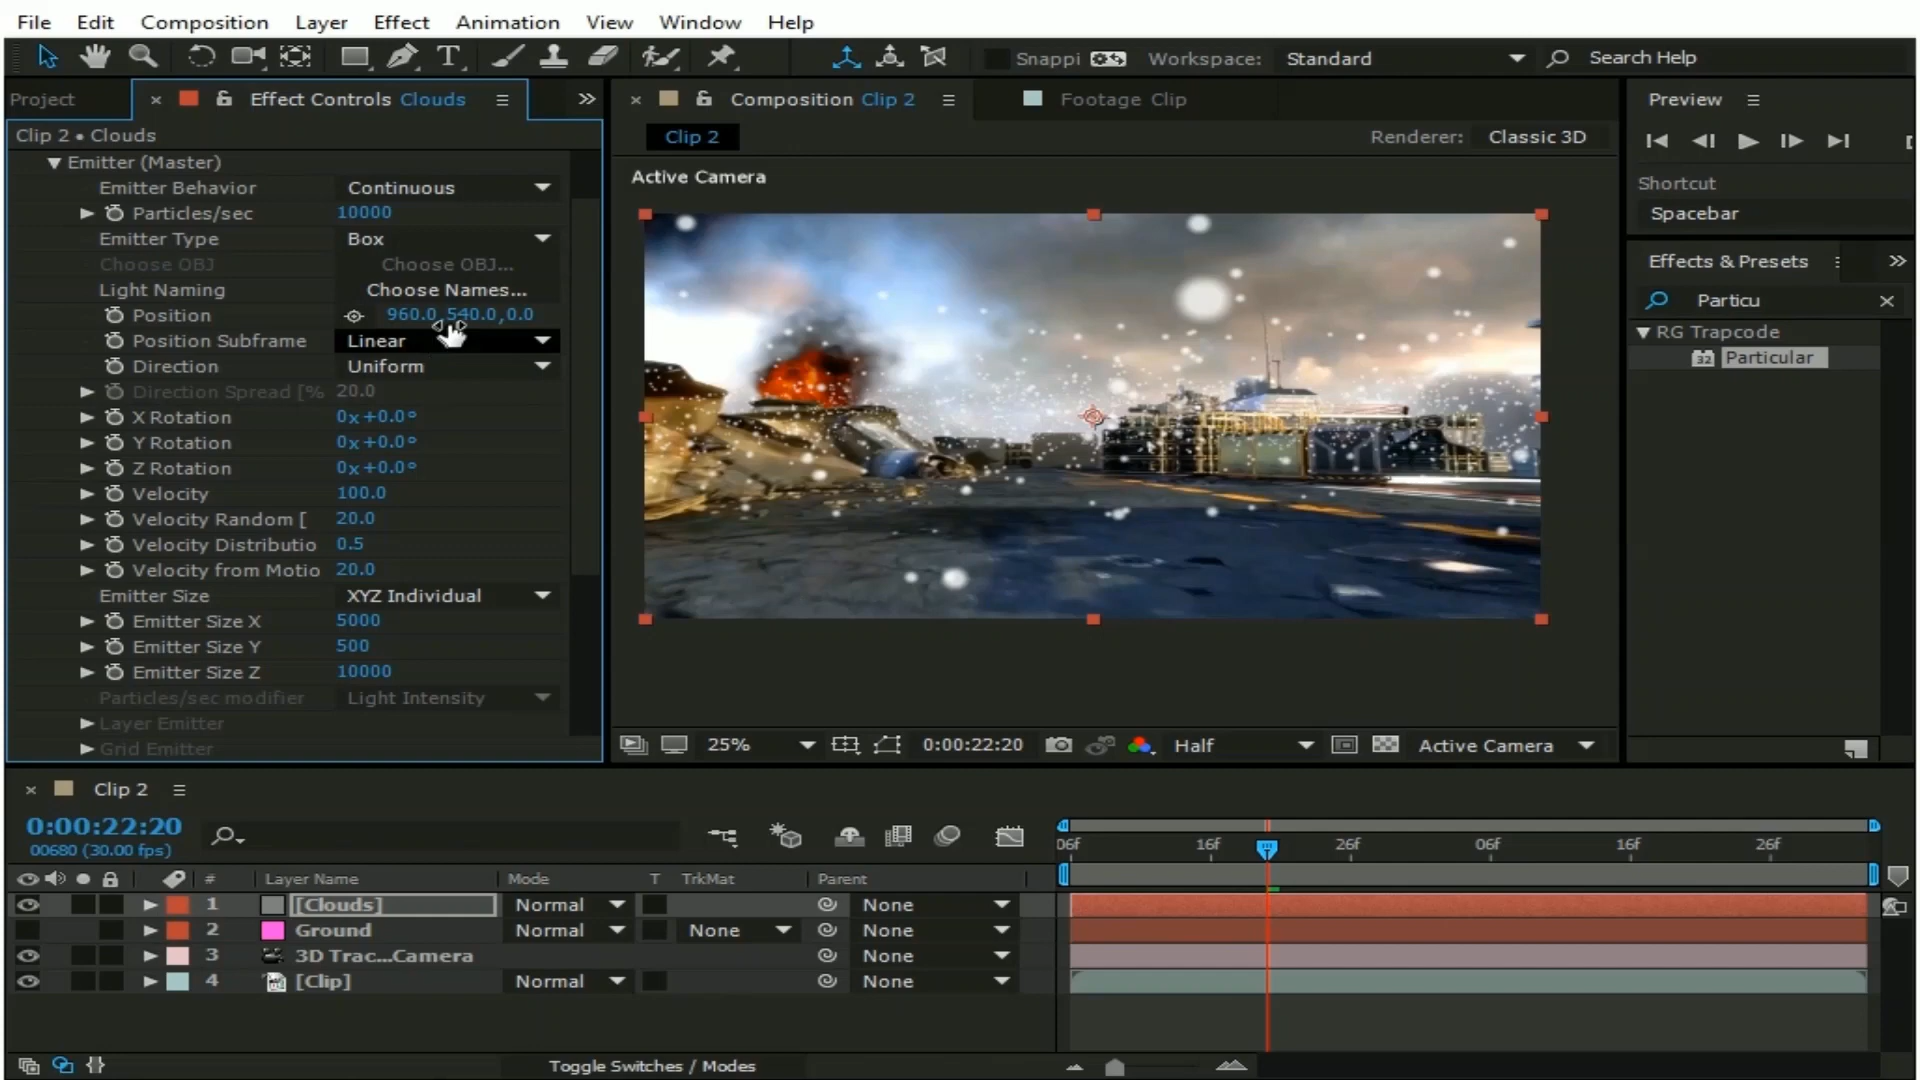 File Edit Composition Layer Effect Animation View Window Help
Snappi Workspace: Standard Search Help
Project Effect Controls Clouds
Composition Clip 2 Footage Clip
Preview
Clip 2 • Clouds
Clip 2
Renderer: Classic 3D
Emitter (Master)
Active Camera
Emitter Behavior Continuous
Particles/sec 10000
Emitter Type Box
Choose OBJ Choose OBJ...
Light Naming Choose Names...
Position 960.0,540.0,0.0
Position Subframe Linear
Direction Uniform
Direction Spread [% 20.0
X Rotation 0x+0.0°
Y Rotation 0x+0.0°
Z Rotation 0x+0.0°
Velocity 100.0
Velocity Random [ 20.0
Velocity Distributio 0.5
Velocity from Motio 20.0
Emitter Size XYZ Individual
Emitter Size X 5000
Emitter Size Y 500
Emitter Size Z 10000
Particles/sec modifier Light Intensity
Layer Emitter
Grid Emitter
25% 0:00:22:20 Half Active Camera
Shortcut
Spacebar
Effects & Presets
Particu
RG Trapcode
32 Particular
Clip 2
0:00:22:20
00680 (30.00 fps)
06f 16f 26f 06f 16f 26f
# Layer Name Mode T TrkMat Parent
1 [Clouds] Normal None
2 Ground Normal None None
3 3D Trac...Camera None
4 [Clip] Normal None
Toggle Switches / Modes